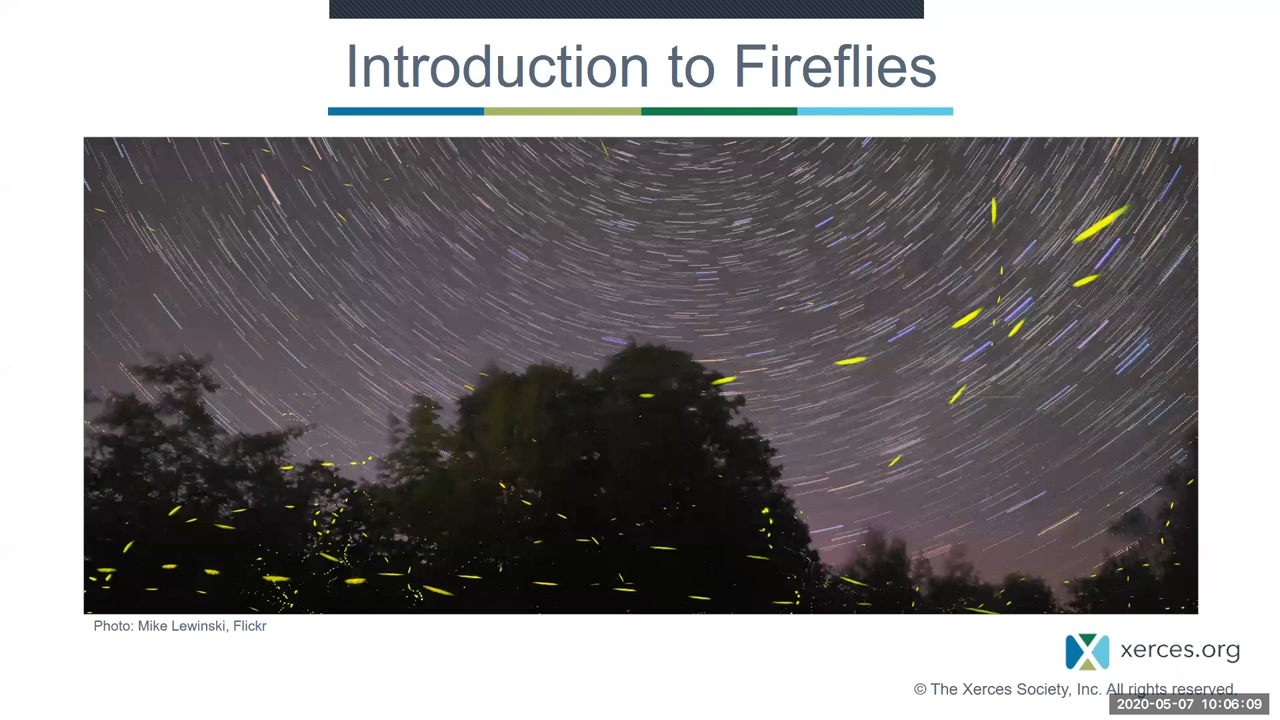 Introduction to Fireflies
Photo: Mike Lewinski, Flickr
xerces.org
© The Xerces Society, Inc. All rights reserved.
2020-05-07 10:06:09